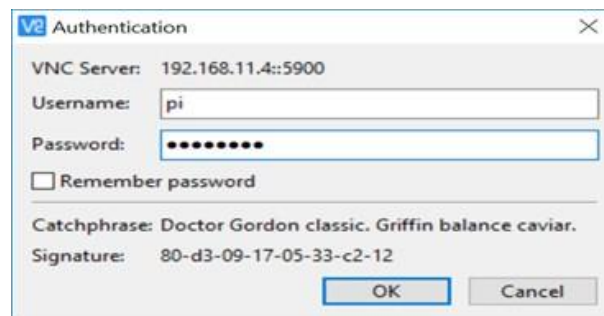 V2 Authentication
VNC Server: 192.168.11.4::5900
Username: pi
Password: ••••••••
Remember password
Catchphrase: Doctor Gordon classic. Griffin balance caviar.
Signature: 80-d3-09-17-05-33-c2-12
OK Cancel